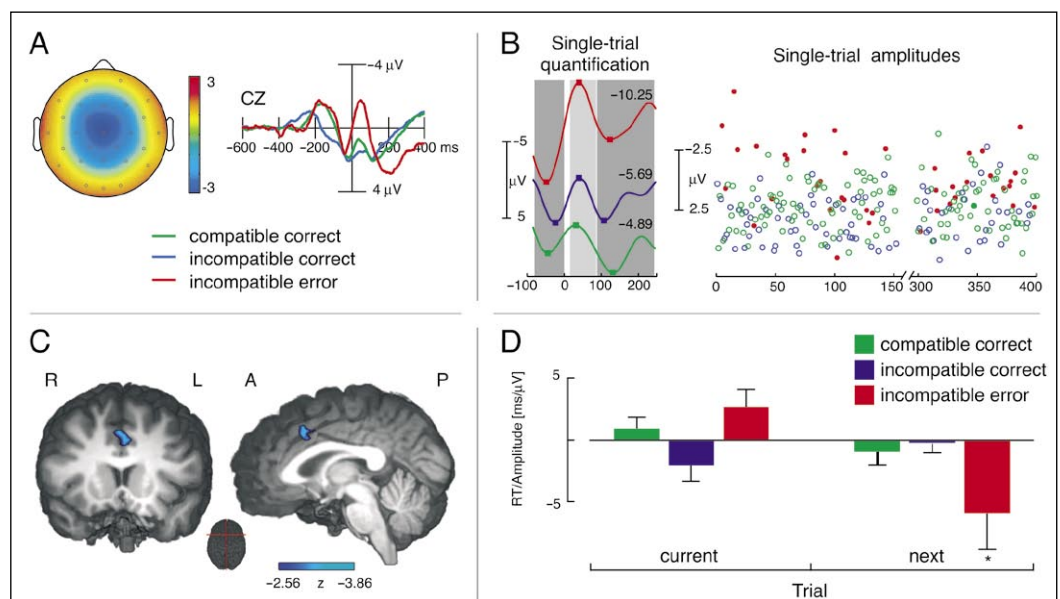 A
3
-3
CZ
-4 µV
4 µV
-600
-400
-200
200
400 ms
compatible correct
incompatible correct
incompatible error
B
Single-trial
quantification
-10.25
-5.69
-4.89
-5
µV
5
-100
0
100
200
Single-trial amplitudes
-2.5
µV
2.5
0
50
100
150
300
350
400
C
R
L
A
P
-2.56 z -3.86
D
compatible correct
incompatible correct
incompatible error
RT/Amplitude [ms/µV]
5
-5
*
current
next
Trial